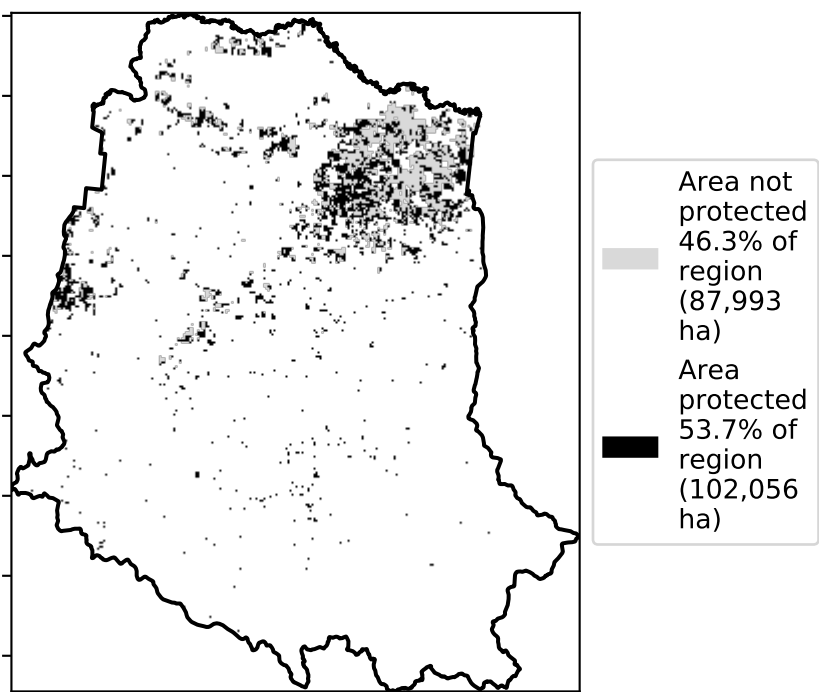 Area not
protected
46.3% of
region
(87,993
ha)
Area
protected
53.7% of
region
(102,056
ha)